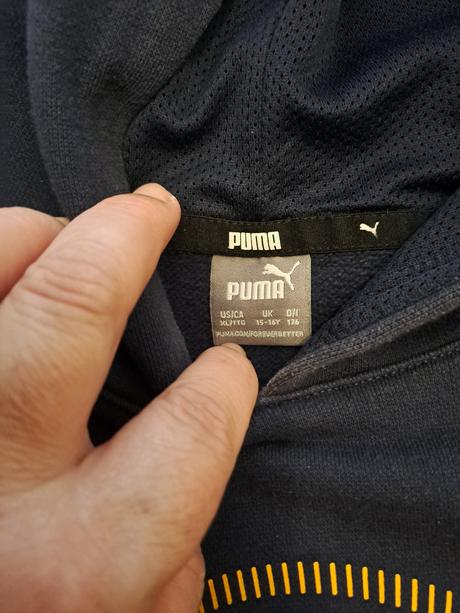 PUMA
PUMA
US/CA UK D/I
XL/TTG 15-16Y 176
PUMA.COM/FOREVERBETTER